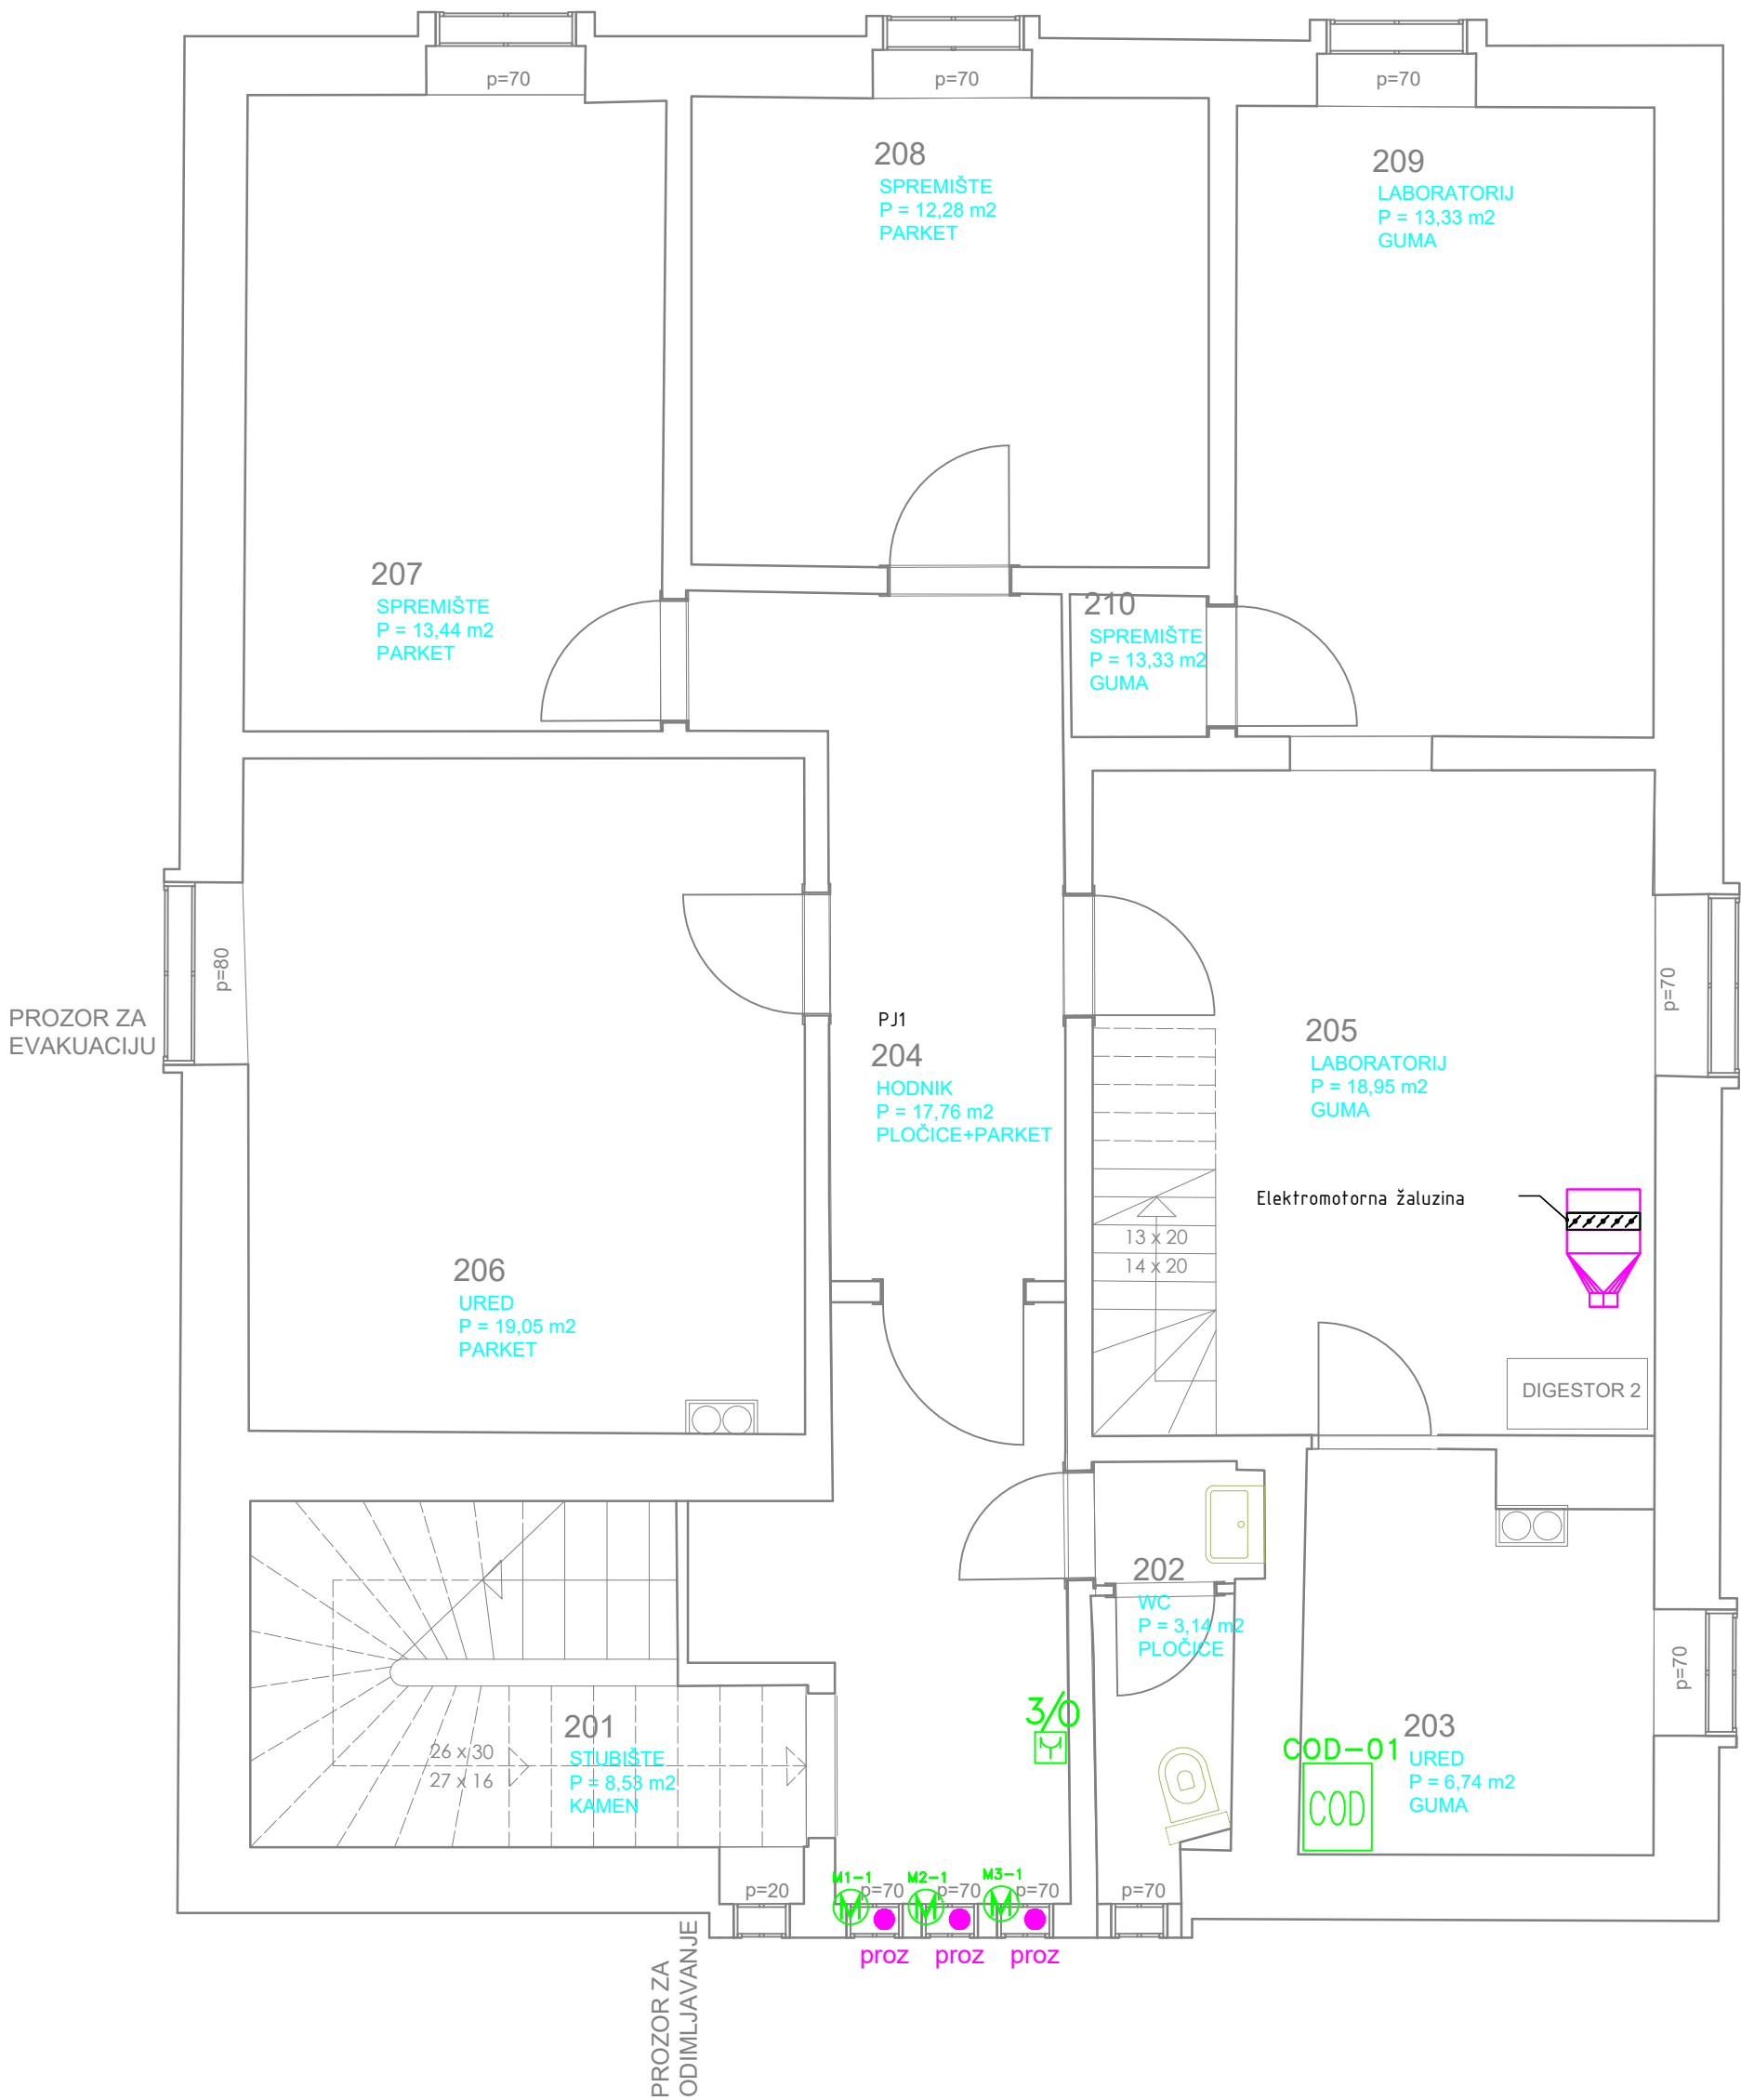 p=70
p=70
p=70
208
SPREMIŠTE
P = 12,28 m2
PARKET
209
LABORATORIJ
P = 13,33 m2
GUMA
207
SPREMIŠTE
P = 13,44 m2
PARKET
210
SPREMIŠTE
P = 13,33 m2
GUMA
p=80
PROZOR ZA
EVAKUACIJU
p=70
PJ1
204
HODNIK
P = 17,76 m2
PLOČICE+PARKET
205
LABORATORIJ
P = 18,95 m2
GUMA
Elektromotorna žaluzina
13 x 20
14 x 20
206
URED
P = 19,05 m2
PARKET
DIGESTOR 2
202
WC
P = 3,14 m2
PLOČICE
p=70
201
STUBIŠTE
P = 8,53 m2
KAMEN
26 x 30
27 x 16
3/0
203
URED
P = 6,74 m2
GUMA
COD-01
COD
M1-1
M2-1
M3-1
p=20
p=70
p=70
p=70
p=70
M
M
M
proz
proz
proz
PROZOR ZA
ODIMLJAVANJE